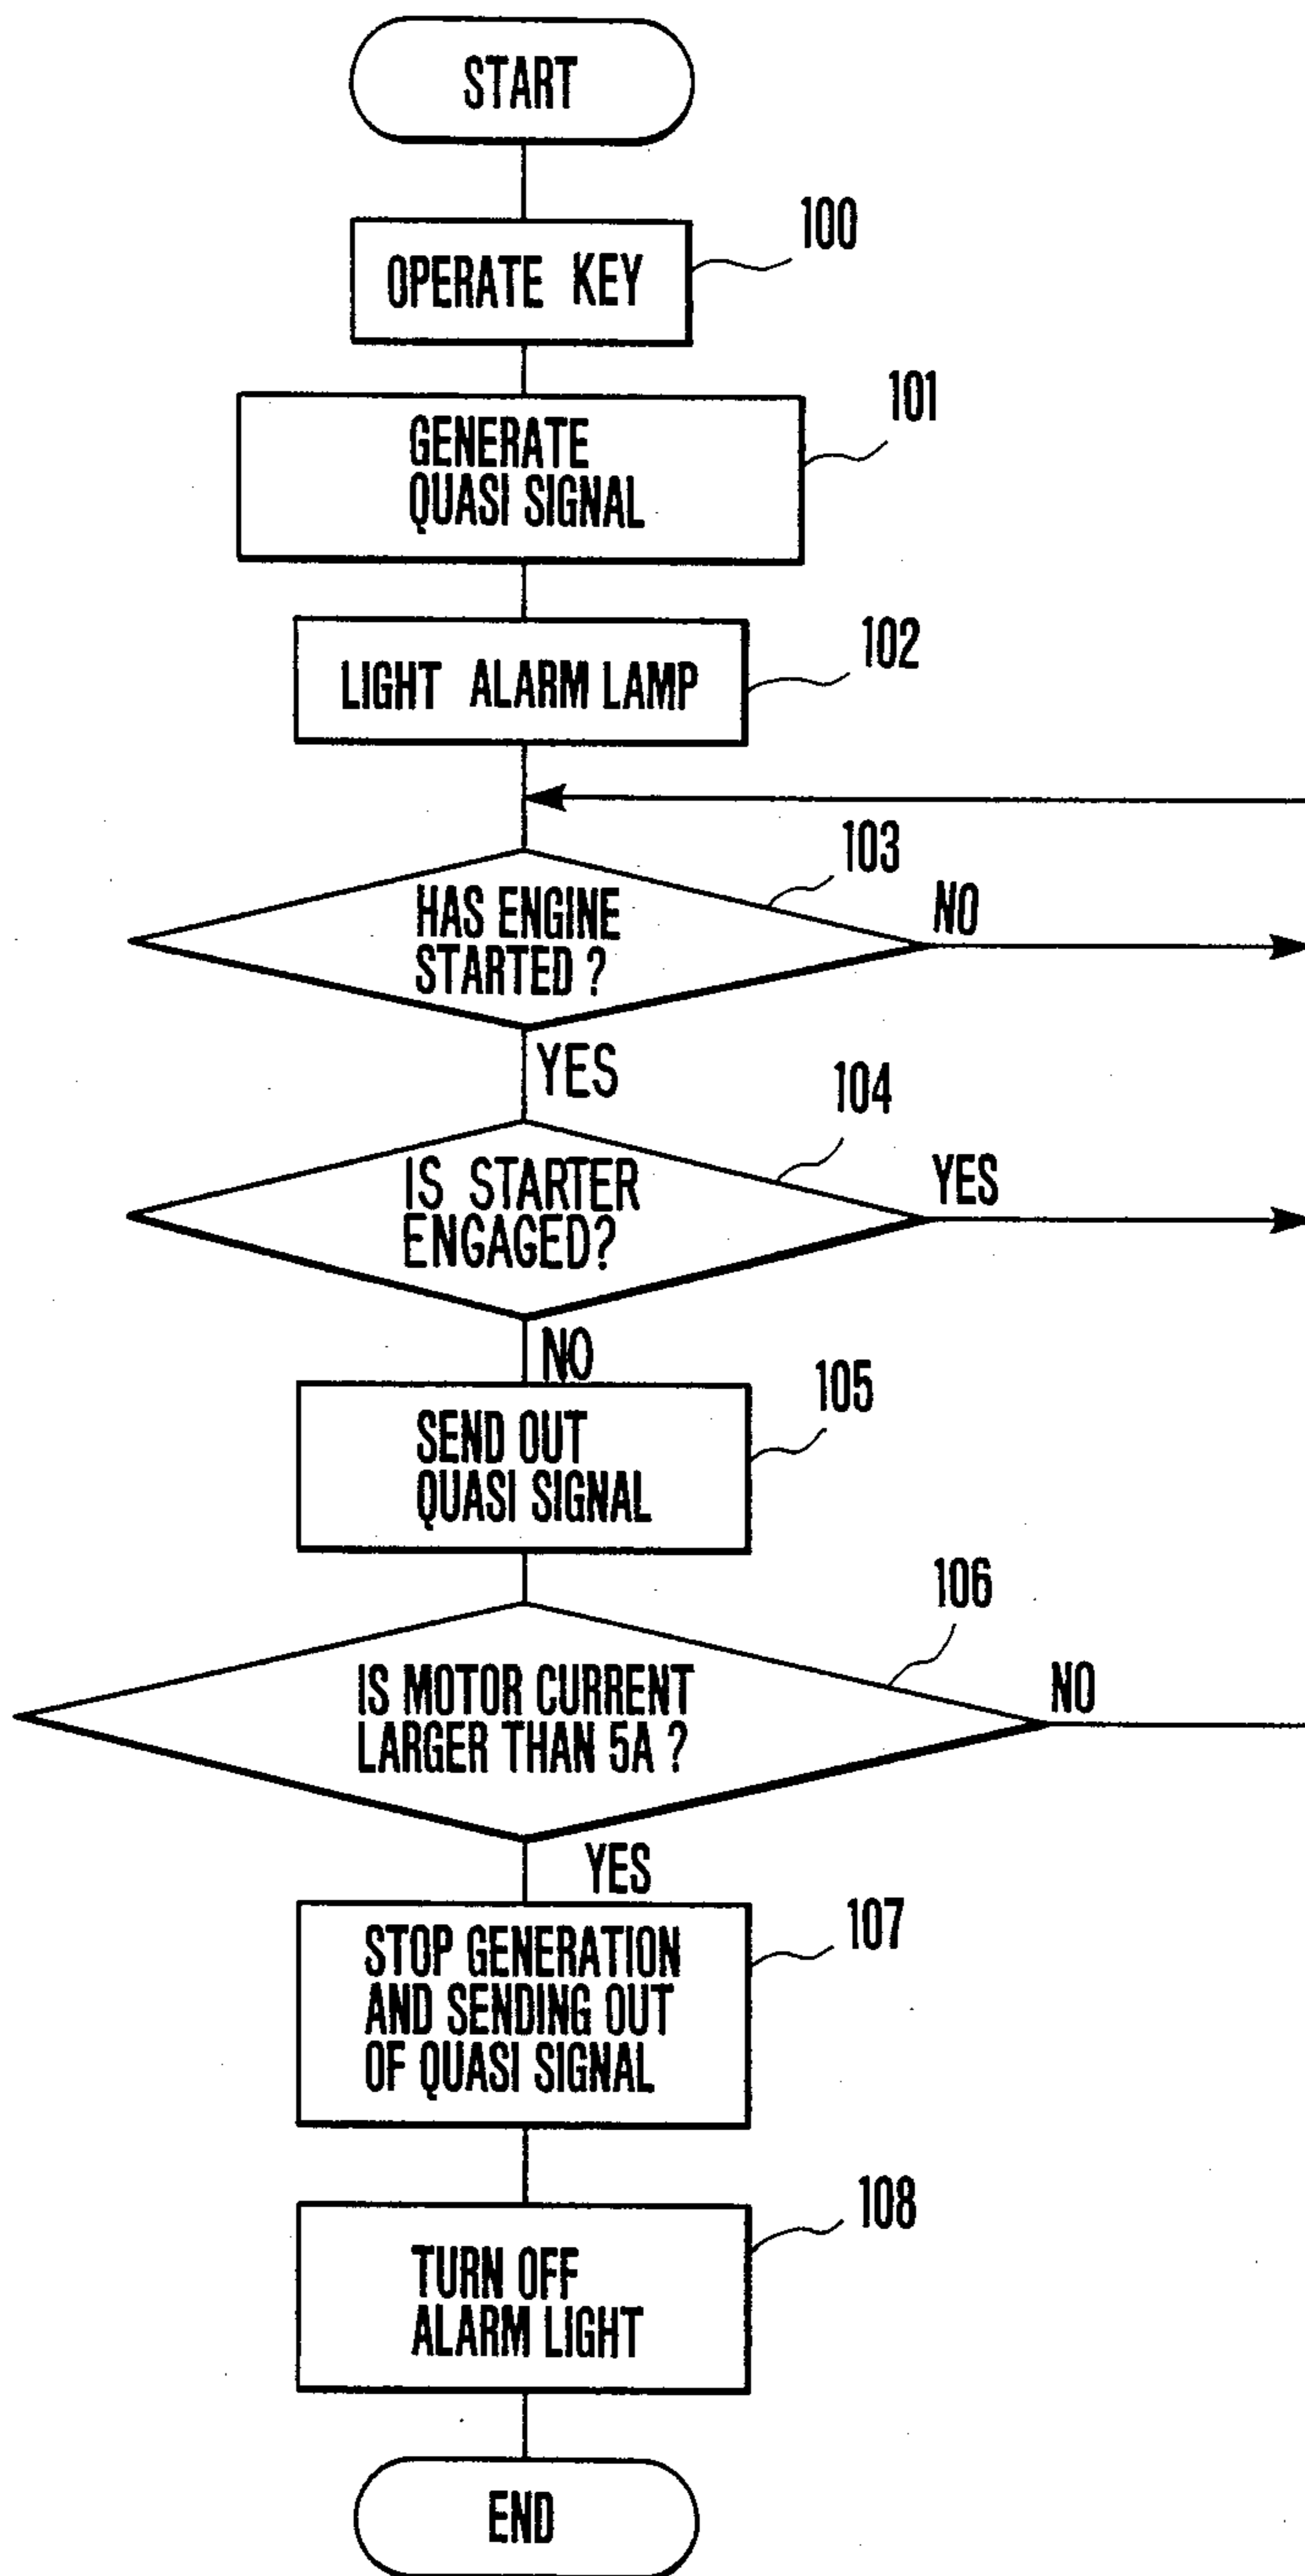 START
100
OPERATE KEY
101
GENERATE
QUASI SIGNAL
102
LIGHT ALARM LAMP
103
HAS ENGINE
STARTED ?
NO
YES
104
IS STARTER
ENGAGED?
YES
NO
105
SEND OUT
QUASI SIGNAL
106
IS MOTOR CURRENT
LARGER THAN 5A ?
NO
YES
107
STOP GENERATION
AND SENDING OUT
OF QUASI SIGNAL
108
TURN OFF
ALARM LIGHT
END